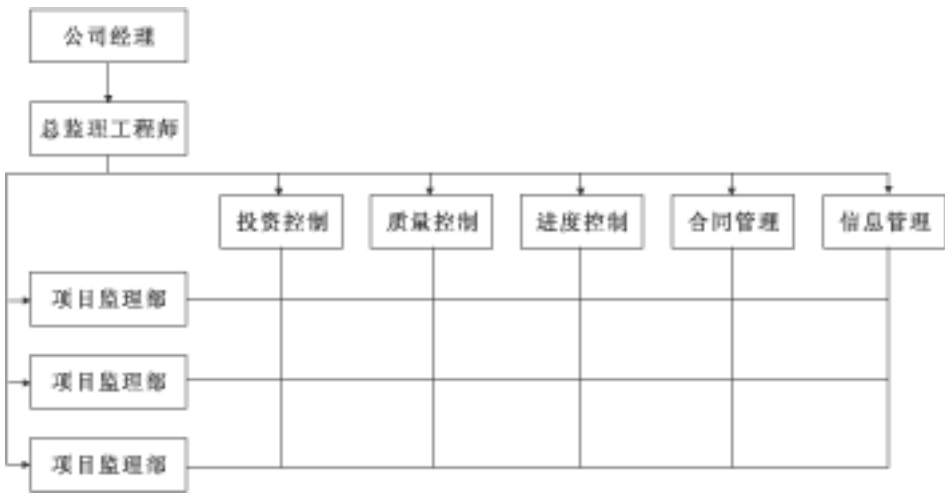 公司经理
总监理工程师
投资控制
质量控制
进度控制
合同管理
信息管理
项目监理部
项目监理部
项目监理部